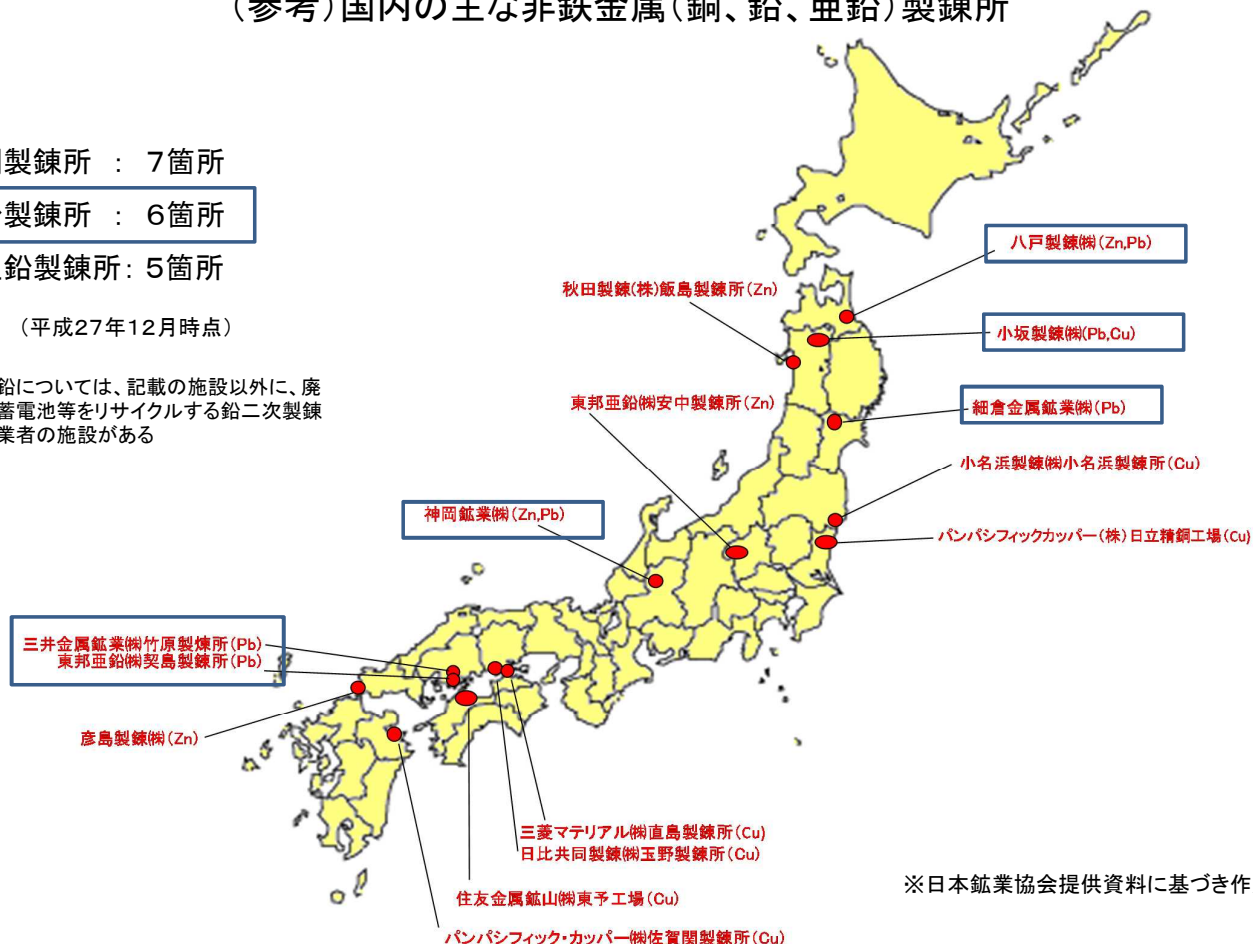 (参考)国内の主な非鉄金属(銅、鉛、亜鉛)製錬所
製錬所 : 7箇所
製錬所 : 6箇所
鉛製錬所: 5箇所
(平成27年12月時点)
鉛については、記載の施設以外に、廃
蓄電池等をリサイクルする鉛二次製錬
業者の施設がある
八戸製錬㈱(Zn,Pb)
秋田製錬(株)飯島製錬所(Zn)
小坂製錬㈱(Pb,Cu)
東邦亜鉛㈱安中製錬所(Zn)
細倉金属鉱業㈱(Pb)
小名浜製錬㈱小名浜製錬所(Cu)
神岡鉱業㈱(Zn,Pb)
パンパシフィックカッパー(株)日立精銅工場(Cu)
三井金属鉱業㈱竹原製煉所(Pb)
東邦亜鉛㈱契島製錬所(Pb)
彦島製錬㈱(Zn)
三菱マテリアル㈱直島製錬所(Cu)
日比共同製錬㈱玉野製錬所(Cu)
住友金属鉱山㈱東予工場(Cu)
パンパシフィック・カッパー㈱佐賀関製錬所(Cu)
※日本鉱業協会提供資料に基づき作